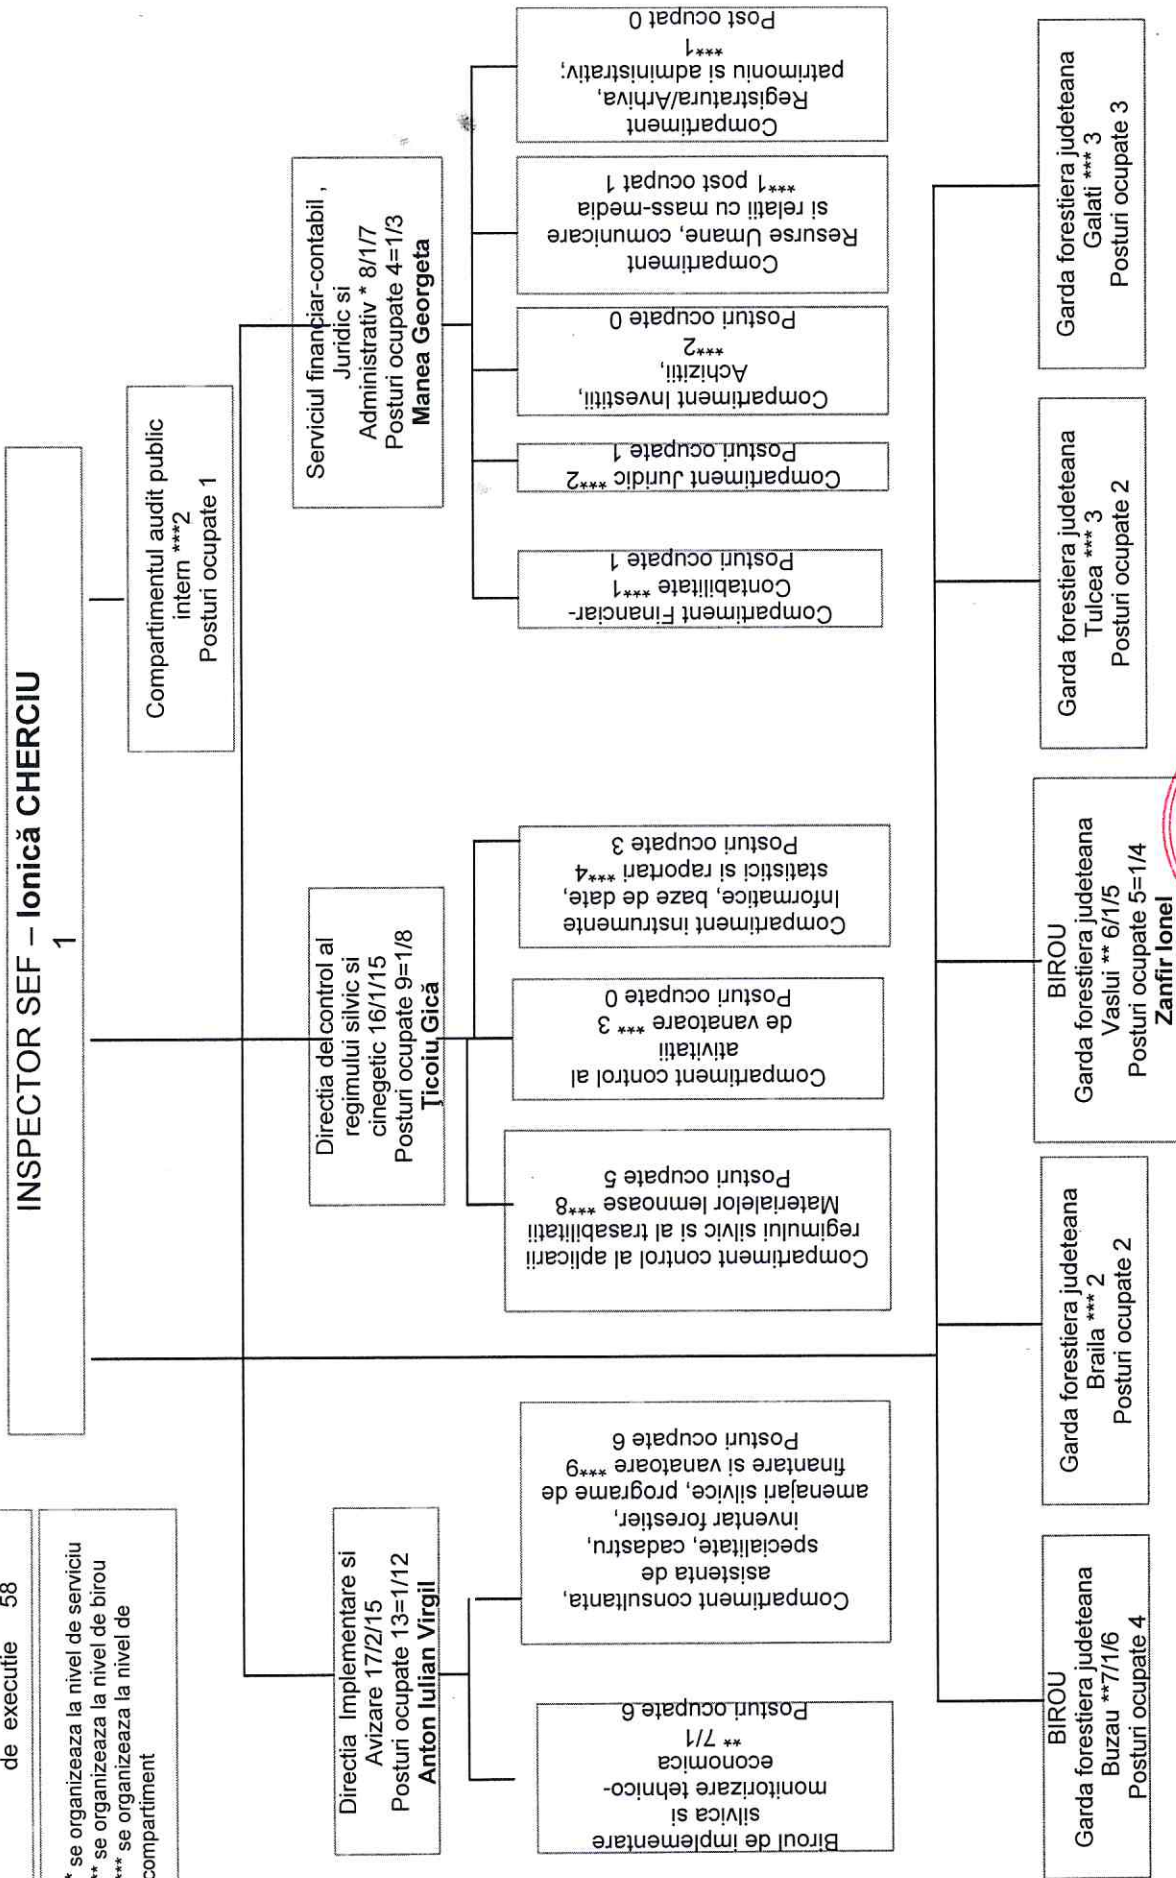 INSPECTOR SEF – Ionică CHERCIU
1
de executie 58
* se organizeaza la nivel de serviciu
** se organizeaza la nivel de birou
*** se organizeaza la nivel de
compartiment
Compartimentul audit public
intern ***2
Posturi ocupate 1
Directia Implementare si
Avizare 17/2/15
Posturi ocupate 13=1/12
Anton Iulian Virgil
Directia de control al
regimului silvic si
cinegetic 16/1/15
Posturi ocupate 9=1/8
Ţicoiu Gică
Serviciul financiar-contabil ,
Juridic si
Administrativ * 8/1/7
Posturi ocupate 4=1/3
Manea Georgeta
Biroul de implementare
silvica si
monitorizare tehnico-
economica
** 7/1
Posturi ocupate 6
Compartiment consultanta,
asistenta de
specialitate, cadastru,
inventar forestier,
amenajari silvice, programe de
finantare si vanatoare ***9
Posturi ocupate 6
Compartiment control al aplicarii
regimului silvic si al trasabilitatii
Materialelor lemnoase ***8
Posturi ocupate 5
Compartiment control al
ativitatii
de vanatoare *** 3
Posturi ocupate 0
Compartiment instrumente
Informatice, baze de date,
statistici si raportari ***4
Posturi ocupate 3
Compartiment Financiar-
Contabilitate ***1
Posturi ocupate 1
Compartiment Juridic ***2
Posturi ocupate 1
Compartiment Investitii,
Achizitii,
***2
Posturi ocupate 0
Compartiment
Resurse Umane, comunicare
si relatii cu mass-media
***1 post ocupat 1
Compartiment
Registratura/Arhiva,
patrimoniu si administrativ;
***1
Post ocupat 0
BIROU
Garda forestiera judeteana
Buzau **7/1/6
Posturi ocupate 4
Garda forestiera judeteana
Braila *** 2
Posturi ocupate 2
BIROU
Garda forestiera judeteana
Vaslui ** 6/1/5
Posturi ocupate 5=1/4
Zanfir Ionel
Garda forestiera judeteana
Tulcea *** 3
Posturi ocupate 2
Garda forestiera judeteana
Galati *** 3
Posturi ocupate 3